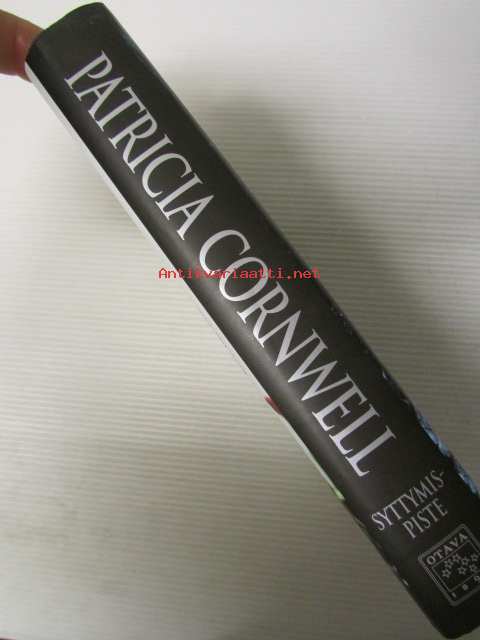 PATRICIA CORNWELL
SYTTYMIS-
PISTE
OTAVA
Antikvariaatti.net